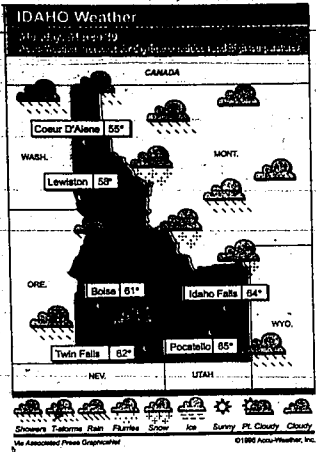 IDAHO Weather
CANADA
Coeur D'Alene 55°
WASH.
MONT.
Lewiston 58°
ORE.
Boise 61°
Idaho Falls 64°
WYO.
Pocatello 65°
Twin Falls 62°
NEV.
UTAH
Showers T-storms Rain Flurries Snow Ice Sunny Pt. Cloudy Cloudy
Via Associated Press GraphicsNet
©1998 Accu-Weather, Inc.